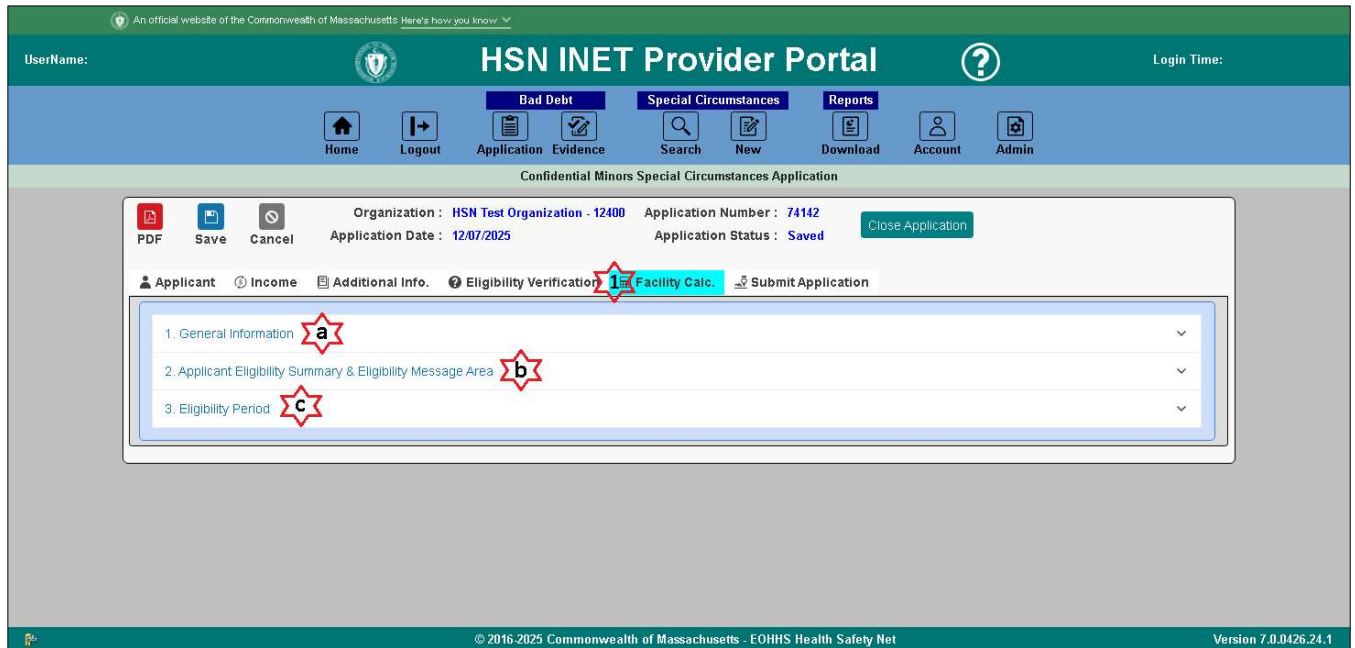 An official website of the Commonwealth of Massachusetts Here's how you know
UserName:
HSN INET Provider Portal
?
Login Time:
Bad Debt
Special Circumstances
Reports
Home
Logout
Application
Evidence
Search
New
Download
Account
Admin
Confidential Minors Special Circumstances Application
PDF
Save
Cancel
Organization : HSN Test Organization - 12400
Application Number : 74142
Application Date : 12/07/2025
Application Status : Saved
Close Application
Applicant
Income
Additional Info.
Eligibility Verification
1
Facility Calc.
Submit Application
1. General Information a
2. Applicant Eligibility Summary & Eligibility Message Area b
3. Eligibility Period c
© 2016-2025 Commonwealth of Massachusetts - EOHHS Health Safety Net
Version 7.0.0426.24.1